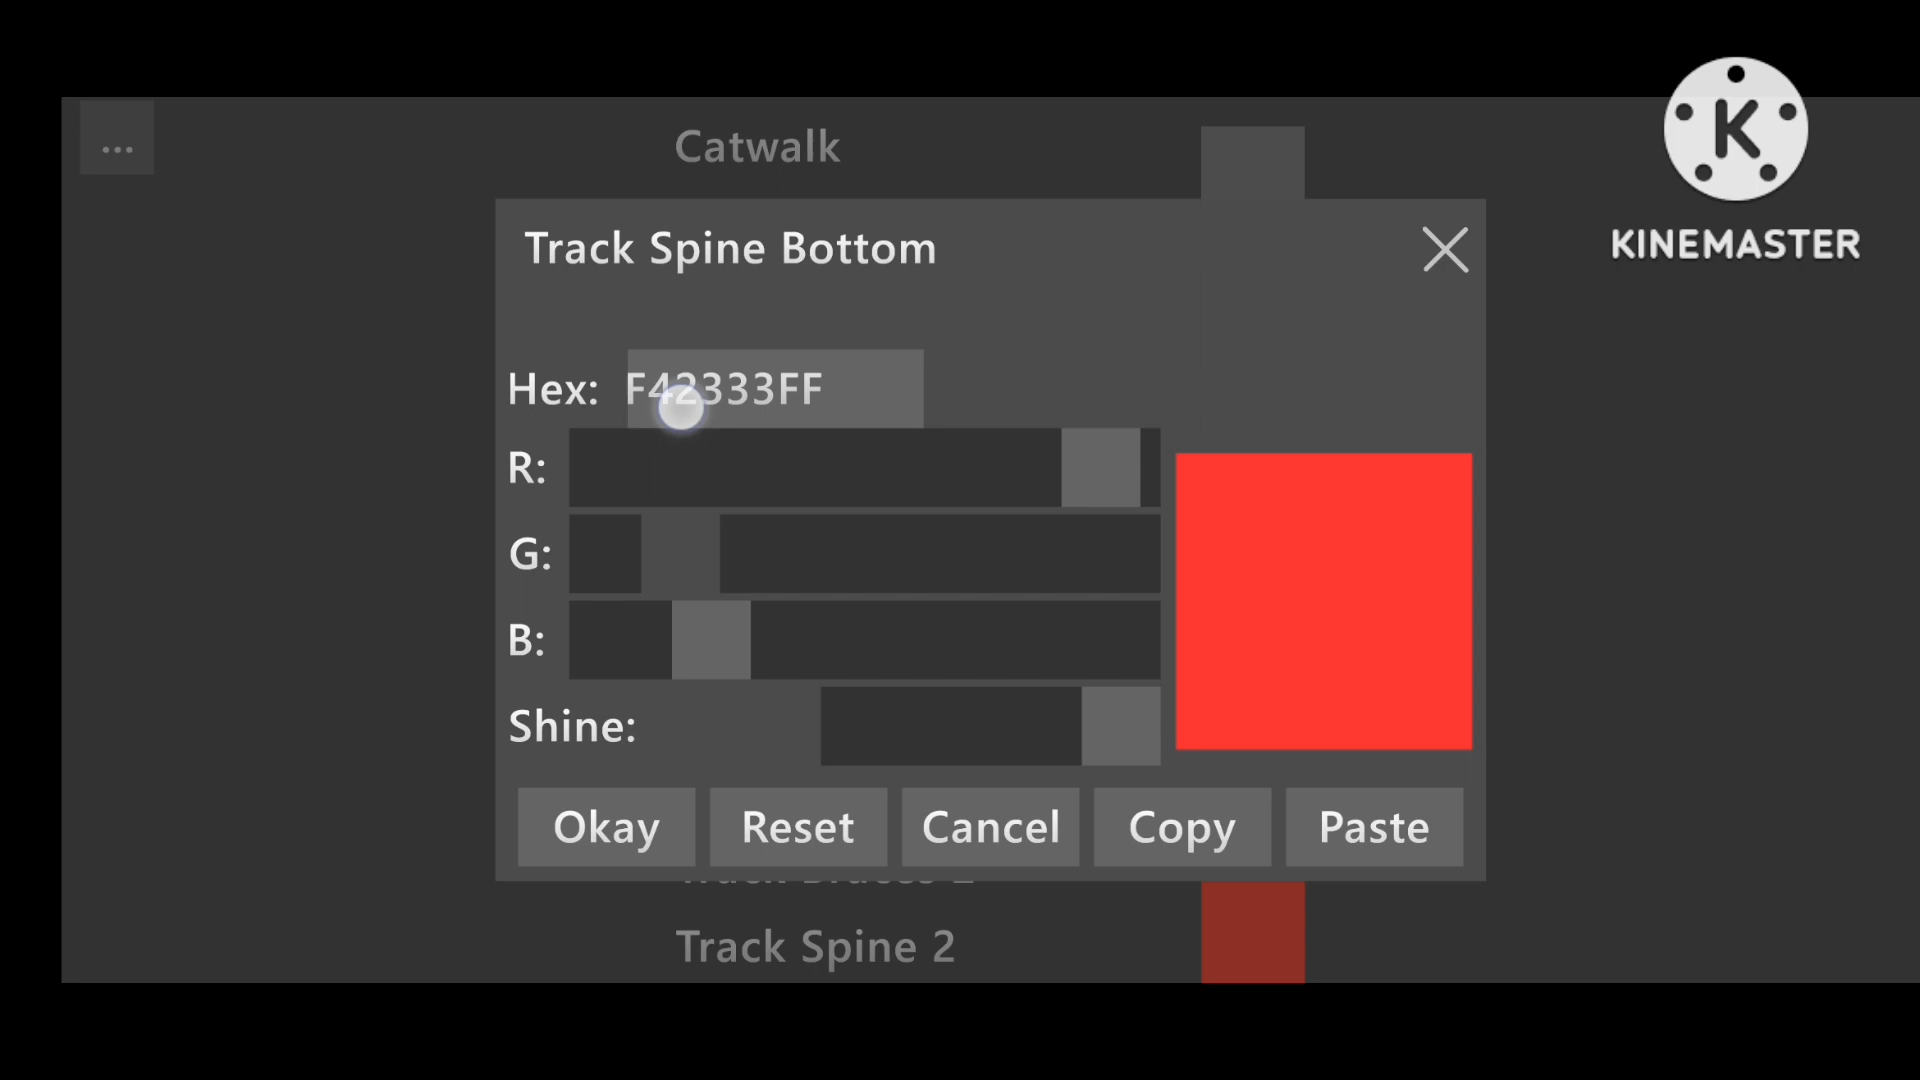 ...
Catwalk
K
KINEMASTER
Track Spine Bottom
Hex: F42333FF
R:
G:
B:
Shine:
Okay Reset Cancel Copy Paste
Track Spine 2